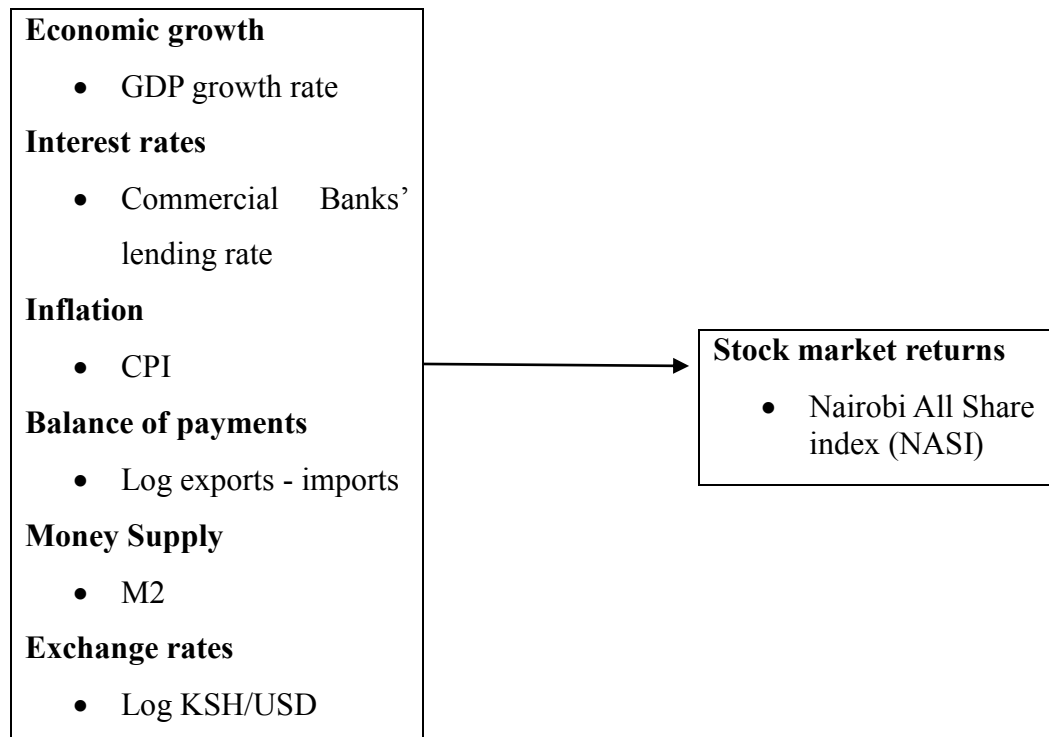 Economic growth
• GDP growth rate
Interest rates
• Commercial Banks’
lending rate
Inflation
• CPI
Balance of payments
• Log exports - imports
Money Supply
• M2
Exchange rates
• Log KSH/USD
Stock market returns
• Nairobi All Share
index (NASI)